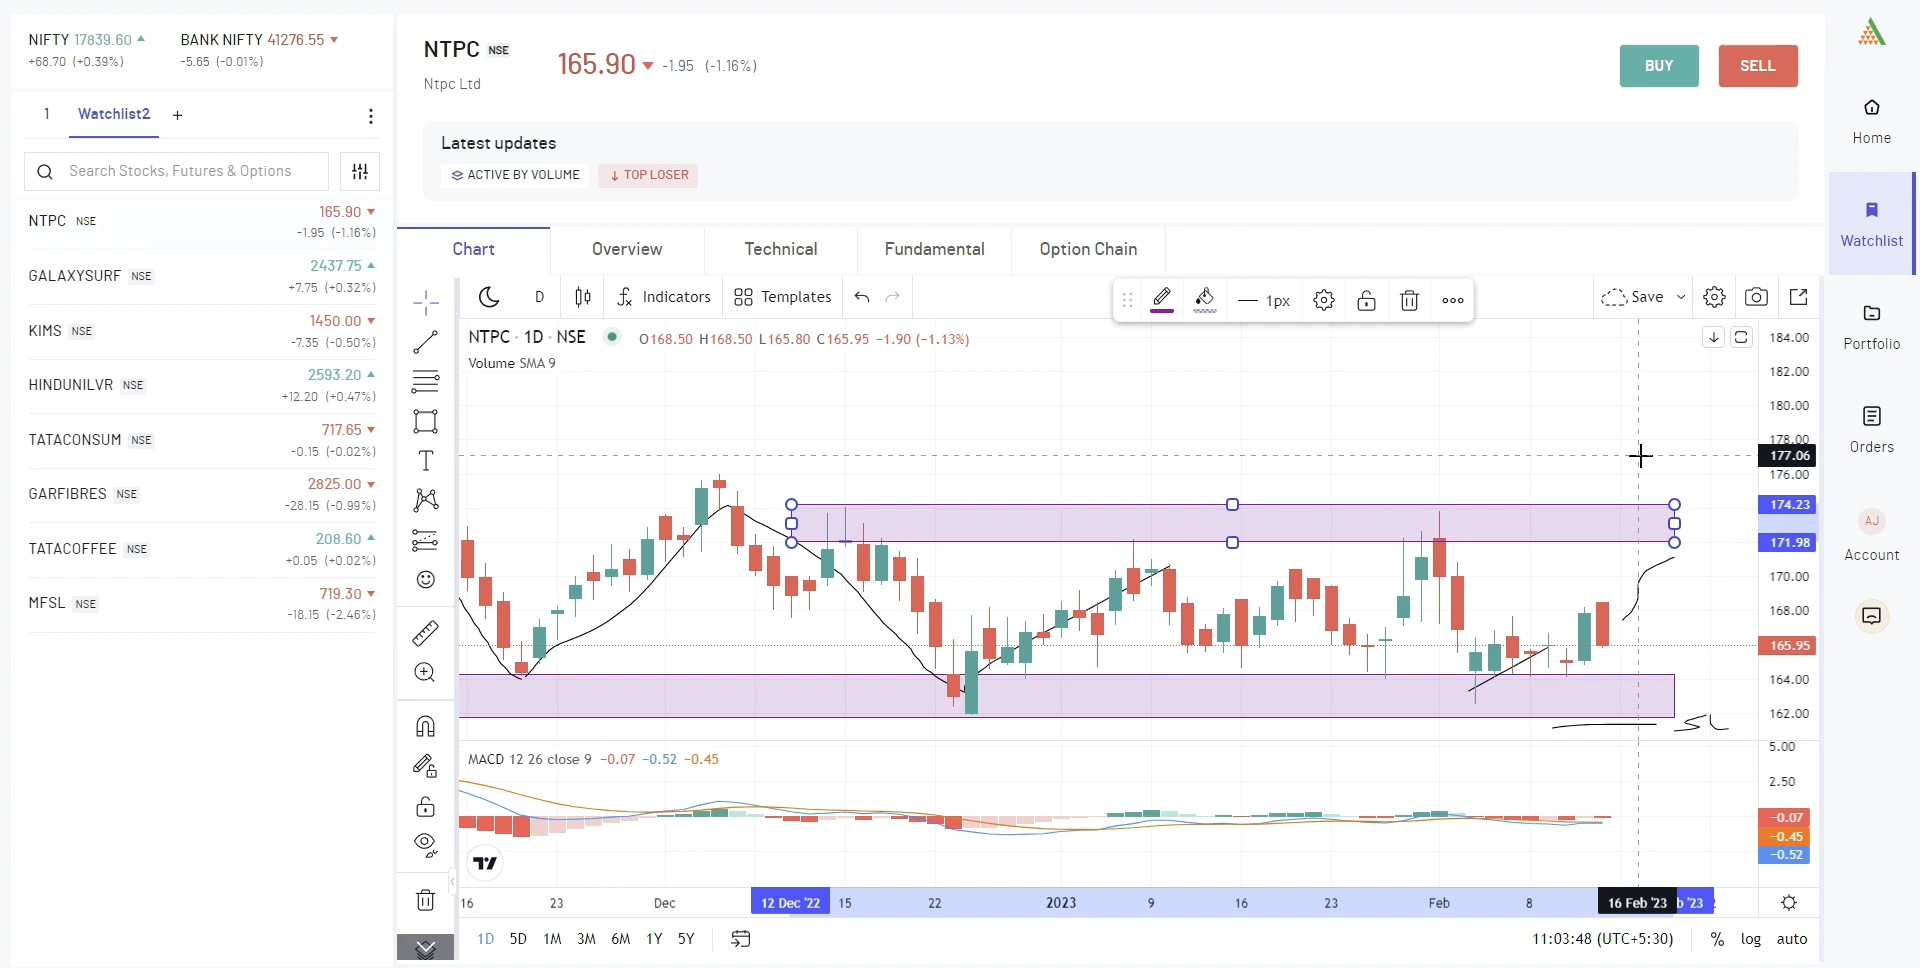 NIFTY 17839.60 BANK NIFTY 41276.55
+68.70 (+0.39%) -5.65 (-0.01%)
1 Watchlist2 +
Search Stocks, Futures & Options
NTPC NSE 165.90
-1.95 (-1.16%)
GALAXYSURF NSE 2437.75
+7.75 (+0.32%)
KIMS NSE 1450.00
-7.35 (-0.50%)
HINDUNILVR NSE 2593.20
+12.20 (+0.47%)
TATACONSUM NSE 717.65
-0.15 (-0.02%)
GARFIBRES NSE 2825.00
-28.15 (-0.99%)
TATACOFFEE NSE 208.60
+0.05 (+0.02%)
MFSL NSE 719.30
-18.15 (-2.46%)
NTPC NSE 165.90 -1.95 (-1.16%)
Ntpc Ltd
BUY SELL
Latest updates
ACTIVE BY VOLUME TOP LOSER
Chart Overview Technical Fundamental Option Chain
D Indicators Templates 1px Save
NTPC · 1D · NSE O168.50 H168.50 L165.80 C165.95 −1.90 (−1.13%)
Volume SMA 9
184.00
182.00
180.00
178.00
177.06
176.00
174.23
171.98
170.00
168.00
165.95
164.00
162.00
SL
5.00
MACD 12 26 close 9 −0.07 −0.52 −0.45
2.50
−0.07
−0.45
−0.52
16 23 Dec 12 Dec '22 15 22 2023 9 16 23 Feb 8 16 Feb '23 b '23
1D 5D 1M 3M 6M 1Y 5Y 11:03:48 (UTC+5:30) % log auto
Home
Watchlist
Portfolio
Orders
AJ
Account